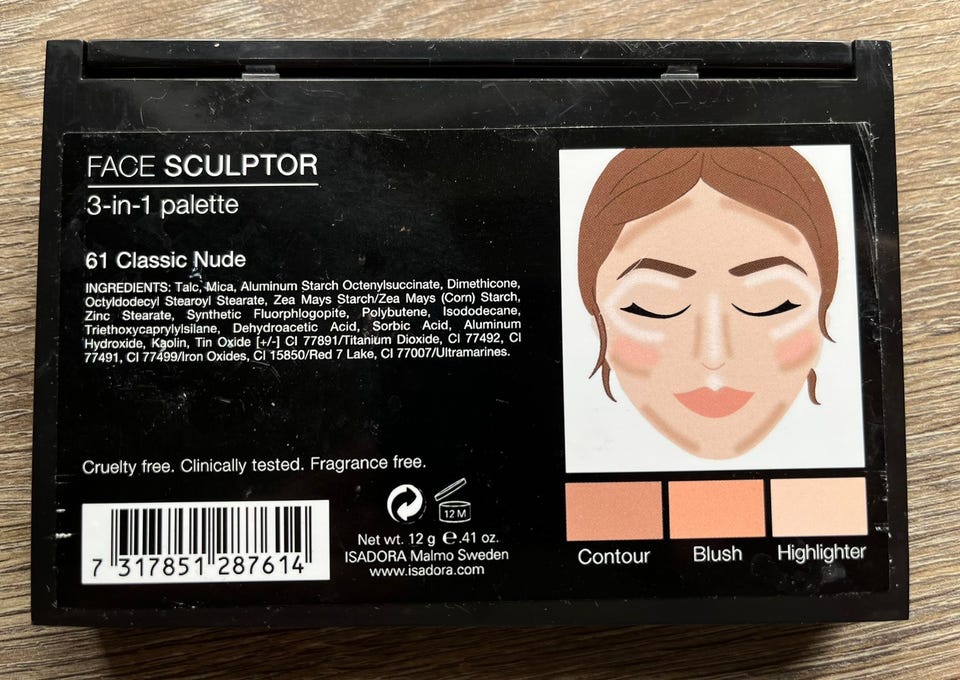 FACE SCULPTOR
3-in-1 palette
61 Classic Nude
INGREDIENTS: Talc, Mica, Aluminum Starch Octenylsuccinate, Dimethicone,
Octyldodecyl Stearoyl Stearate, Zea Mays Starch/Zea Mays (Corn) Starch,
Zinc Stearate, Synthetic Fluorphlogopite, Polybutene, Isododecane,
Triethoxycaprylylsilane, Dehydroacetic Acid, Sorbic Acid, Aluminum
Hydroxide, Kaolin, Tin Oxide [+/-] CI 77891/Titanium Dioxide, CI 77492, CI
77491, CI 77499/Iron Oxides, CI 15850/Red 7 Lake, CI 77007/Ultramarines.
Cruelty free. Clinically tested. Fragrance free.
7 317851 287614
12 M
Net wt. 12 g ℮ .41 oz.
ISADORA Malmo Sweden
www.isadora.com
Contour
Blush
Highlighter